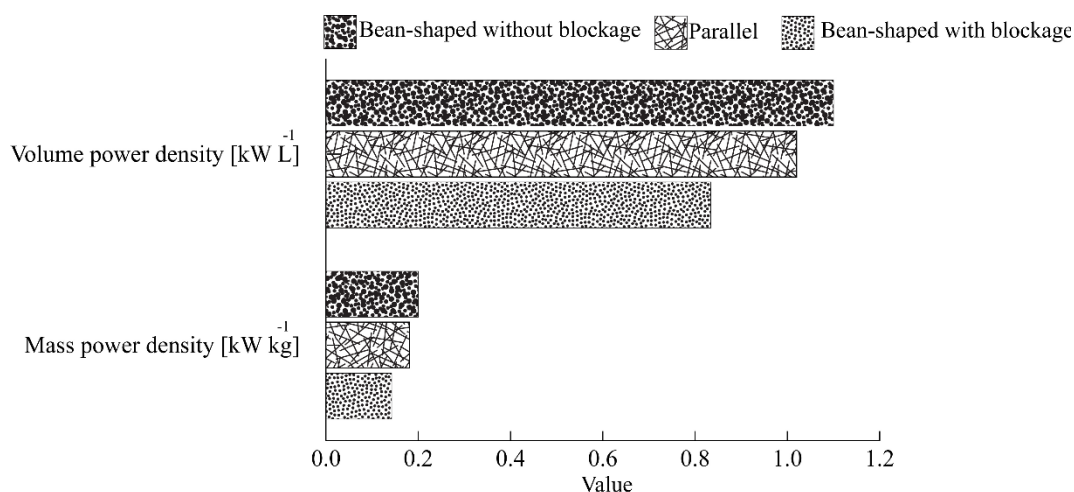 Bean-shaped without blockage Parallel Bean-shaped with blockage
Volume power density [kW L⁻¹]
Mass power density [kW kg⁻¹]
0.0 0.2 0.4 0.6 0.8 1.0 1.2
Value